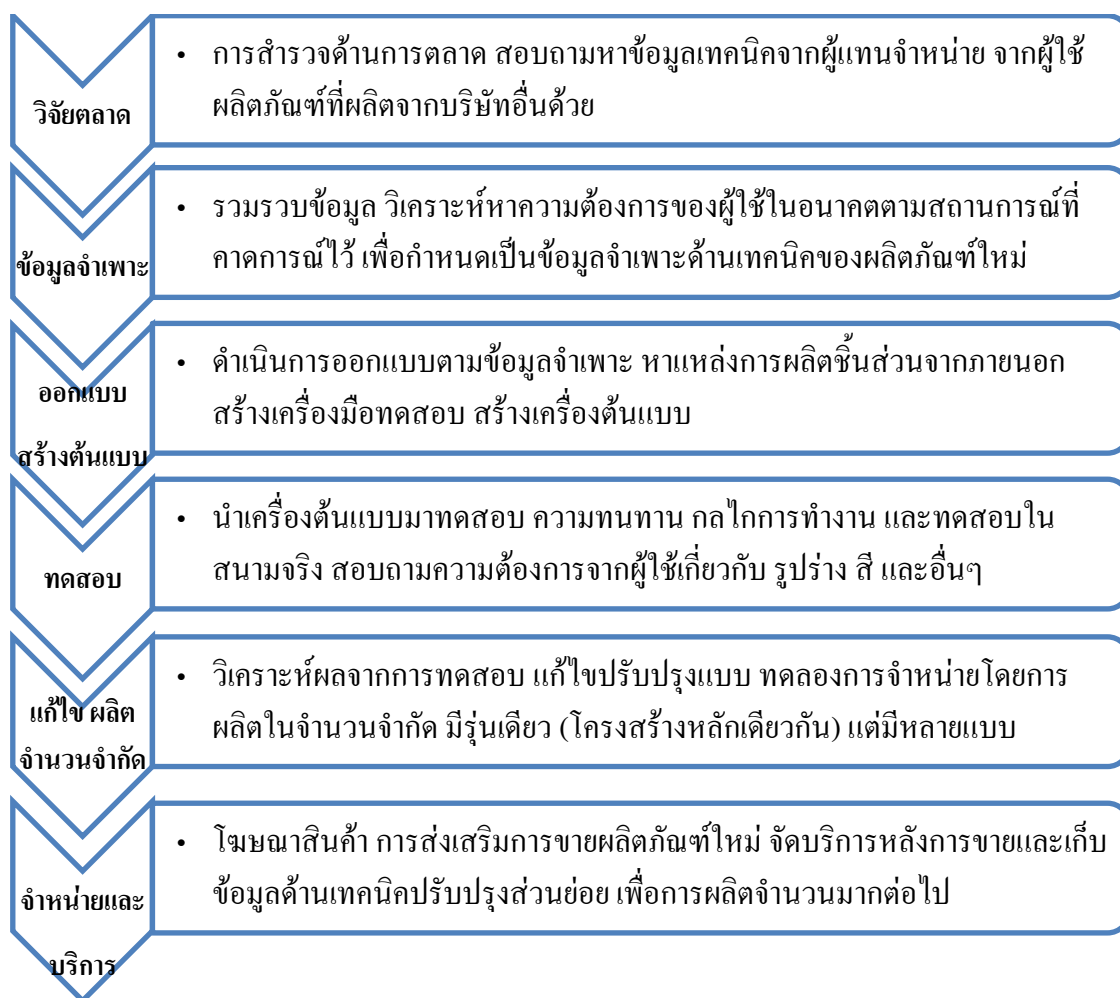 วิจัยตลาด
• การสำรวจด้านการตลาด สอบถามหาข้อมูลเทคนิคจากผู้แทนจำหน่าย จากผู้ใช้
ผลิตภัณฑ์ที่ผลิตจากบริษัทอื่นด้วย
ข้อมูลจำเพาะ
• รวมรวบข้อมูล วิเคราะห์หาความต้องการของผู้ใช้ในอนาคตตามสถานการณ์ที่
คาดการณ์ไว้ เพื่อกำหนดเป็นข้อมูลจำเพาะด้านเทคนิคของผลิตภัณฑ์ใหม่
ออกแบบ
สร้างต้นแบบ
• ดำเนินการออกแบบตามข้อมูลจำเพาะ หาแหล่งการผลิตชิ้นส่วนจากภายนอก
สร้างเครื่องมือทดสอบ สร้างเครื่องต้นแบบ
ทดสอบ
• นำเครื่องต้นแบบมาทดสอบ ความทนทาน กลไกการทำงาน และทดสอบใน
สนามจริง สอบถามความต้องการจากผู้ใช้เกี่ยวกับ รูปร่าง สี และอื่นๆ
แก้ไข ผลิต
จำนวนจำกัด
• วิเคราะห์ผลจากการทดสอบ แก้ไขปรับปรุงแบบ ทดลองการจำหน่ายโดยการ
ผลิตในจำนวนจำกัด มีรุ่นเดียว (โครงสร้างหลักเดียวกัน) แต่มีหลายแบบ
จำหน่ายและ
บริการ
• โฆษณาสินค้า การส่งเสริมการขายผลิตภัณฑ์ใหม่ จัดบริการหลังการขายและเก็บ
ข้อมูลด้านเทคนิคปรับปรุงส่วนย่อย เพื่อการผลิตจำนวนมากต่อไป